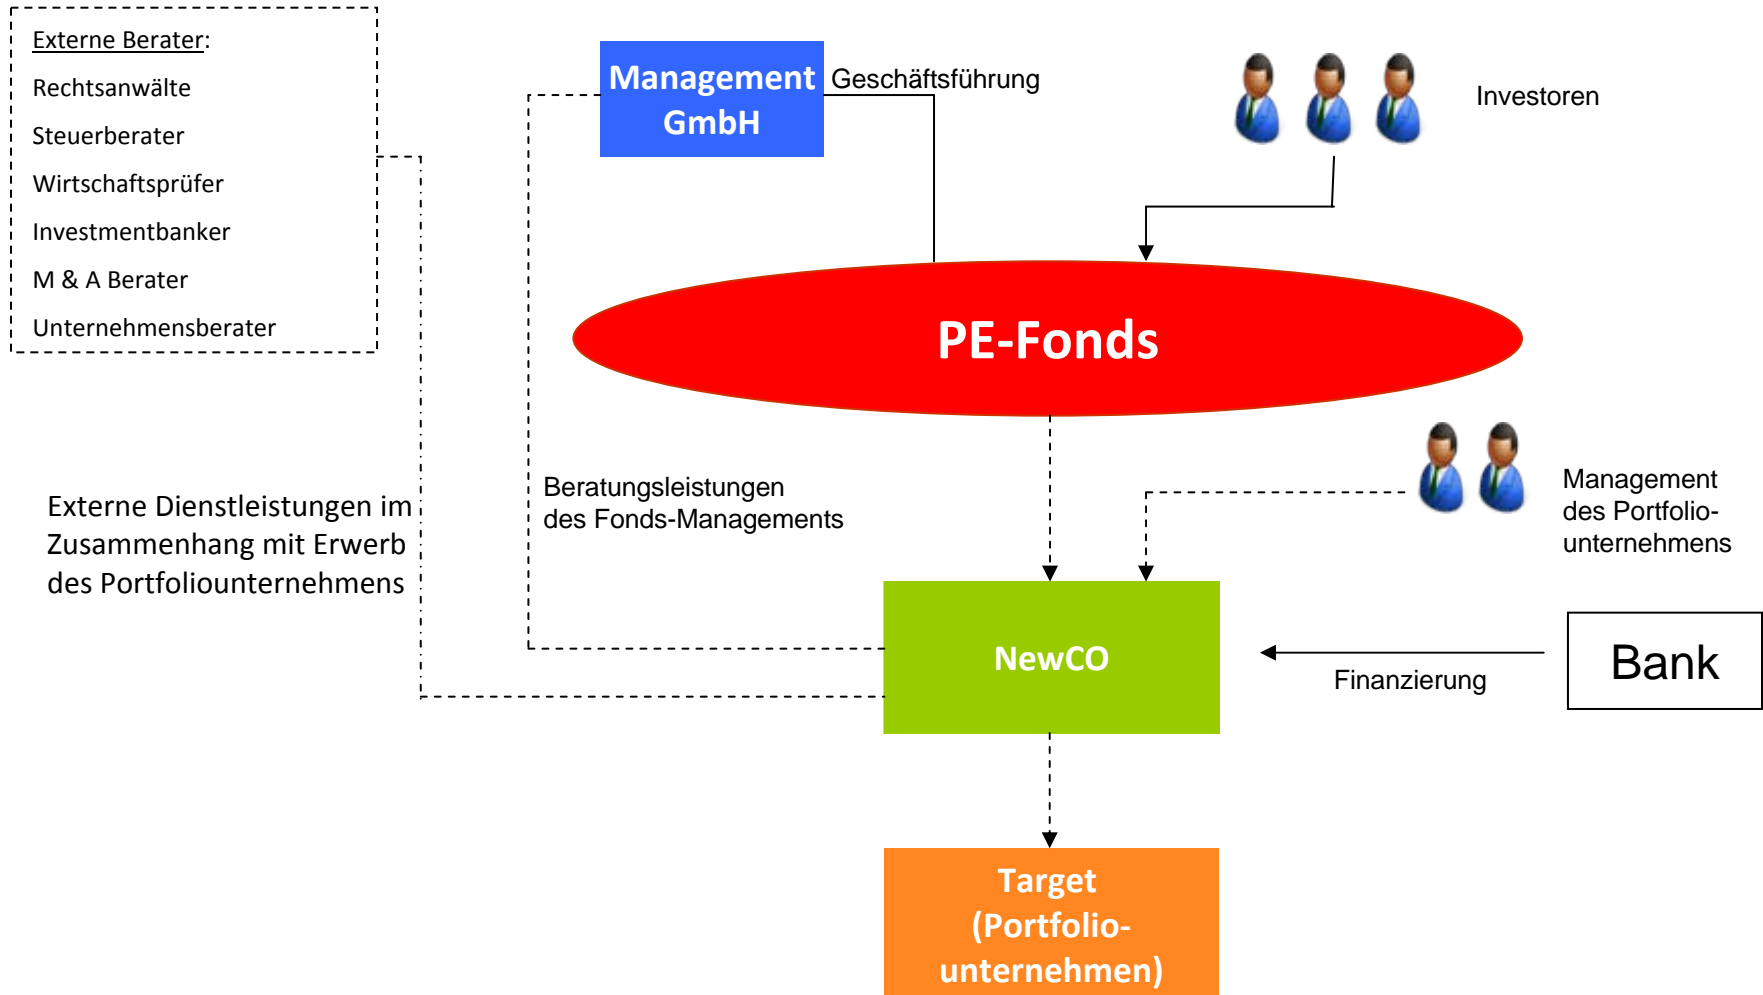 Externe Berater:
Rechtsanwälte
Steuerberater
Wirtschaftsprüfer
Investmentbanker
M & A Berater
Unternehmensberater
Management
GmbH
Geschäftsführung
Investoren
PE-Fonds
Externe Dienstleistungen im
Zusammenhang mit Erwerb
des Portfoliounternehmens
Beratungsleistungen
des Fonds-Managements
Management
des Portfolio-
unternehmens
NewCO
Finanzierung
Bank
Target
(Portfolio-
unternehmen)